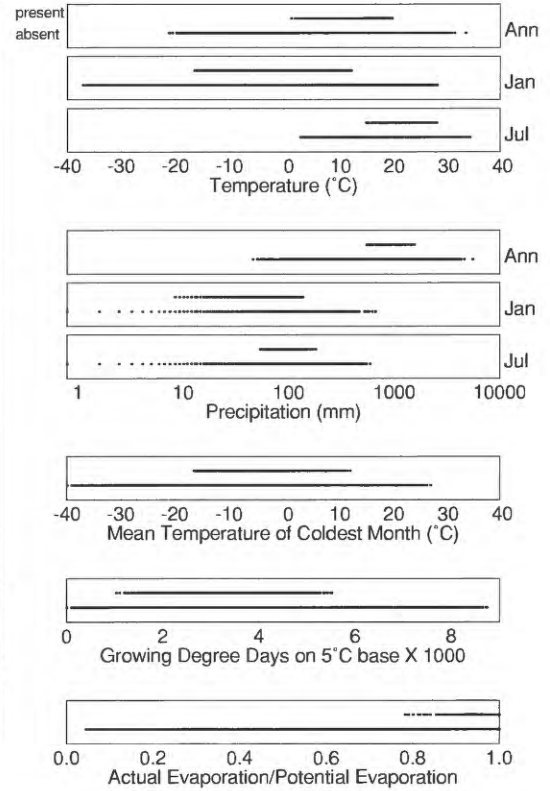 present
absent
Ann
Jan
Jul
-40 -30 -20 -10 0 10 20 30 40
Temperature (˚C)
Ann
Jan
Jul
1 10 100 1000 10000
Precipitation (mm)
-40 -30 -20 -10 0 10 20 30 40
Mean Temperature of Coldest Month (˚C)
0 2 4 6 8
Growing Degree Days on 5˚C base X 1000
0.0 0.2 0.4 0.6 0.8 1.0
Actual Evaporation/Potential Evaporation